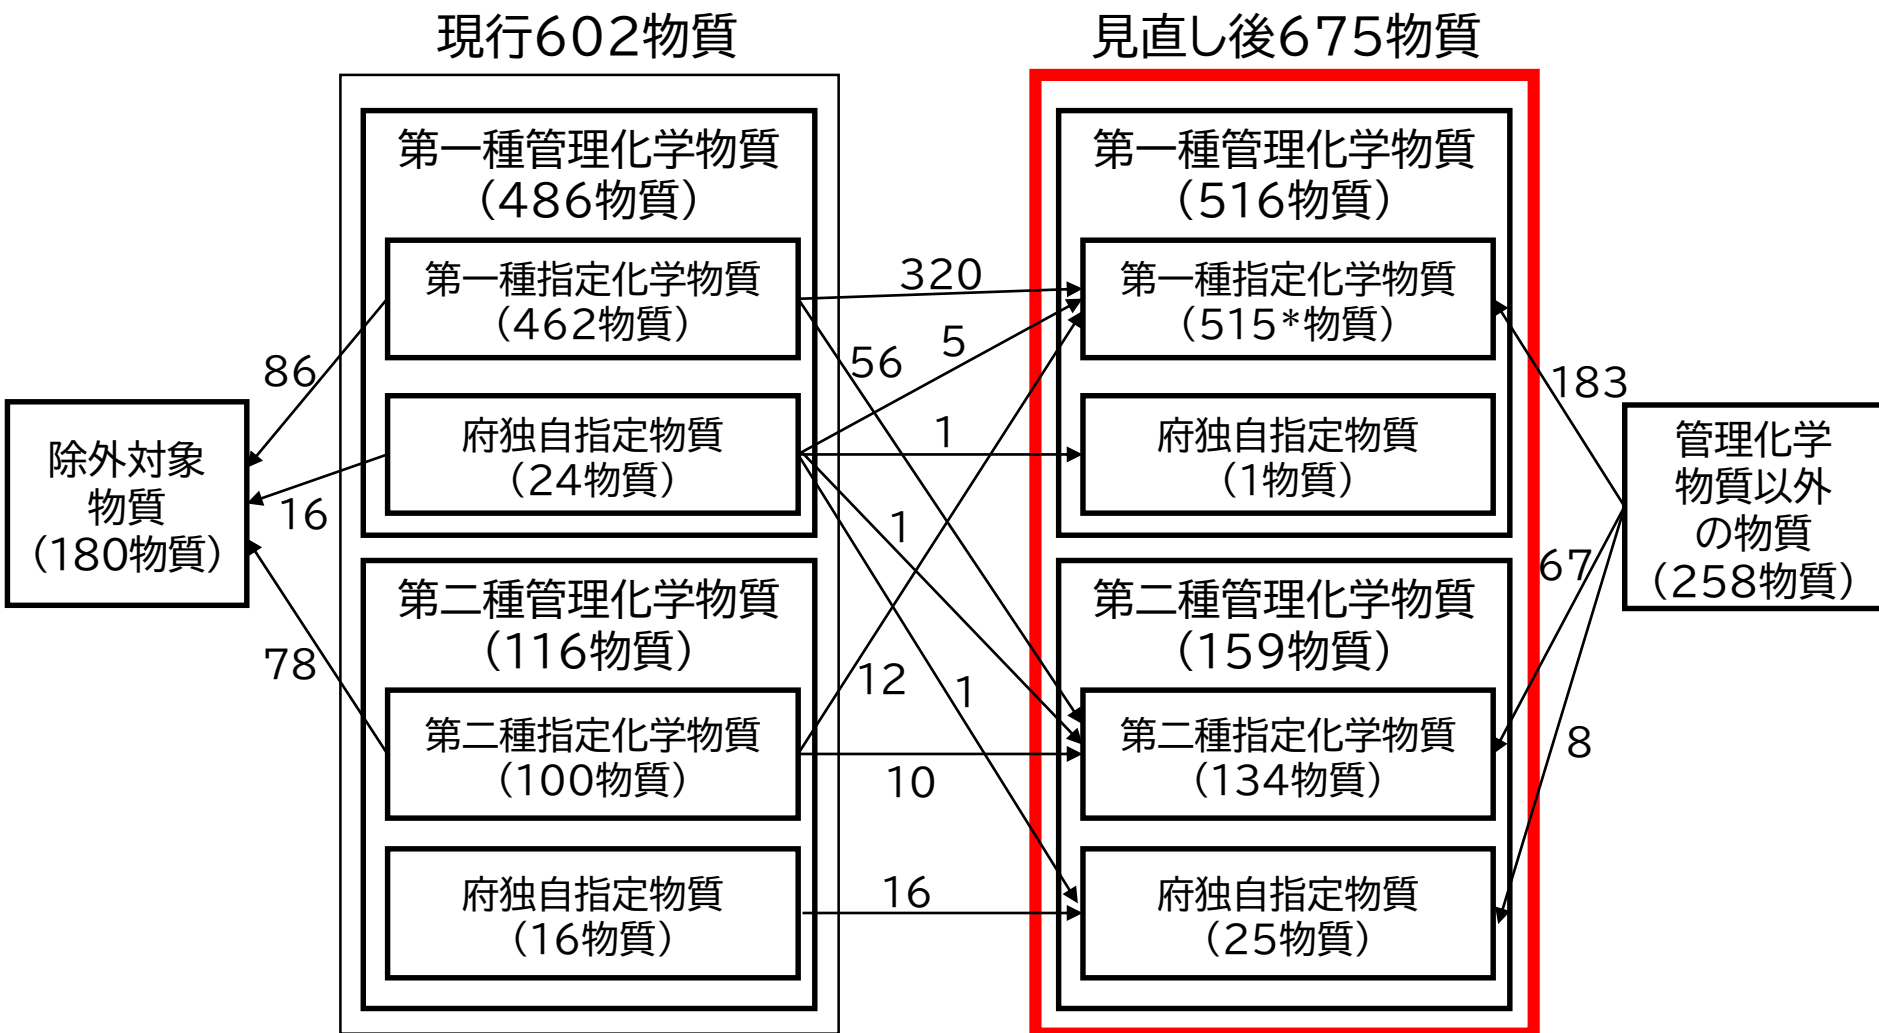 現行602物質
見直し後675物質
第一種管理化学物質
（486物質）
第一種指定化学物質
（462物質）
府独自指定物質
（24物質）
第二種管理化学物質
（116物質）
第二種指定化学物質
（100物質）
府独自指定物質
（16物質）
第一種管理化学物質
（516物質）
第一種指定化学物質
（515*物質）
府独自指定物質
（1物質）
第二種管理化学物質
（159物質）
第二種指定化学物質
（134物質）
府独自指定物質
（25物質）
除外対象
物質
（180物質）
管理化学
物質以外
の物質
（258物質）
86
16
78
320
5
56
1
1
12
1
10
16
183
67
8